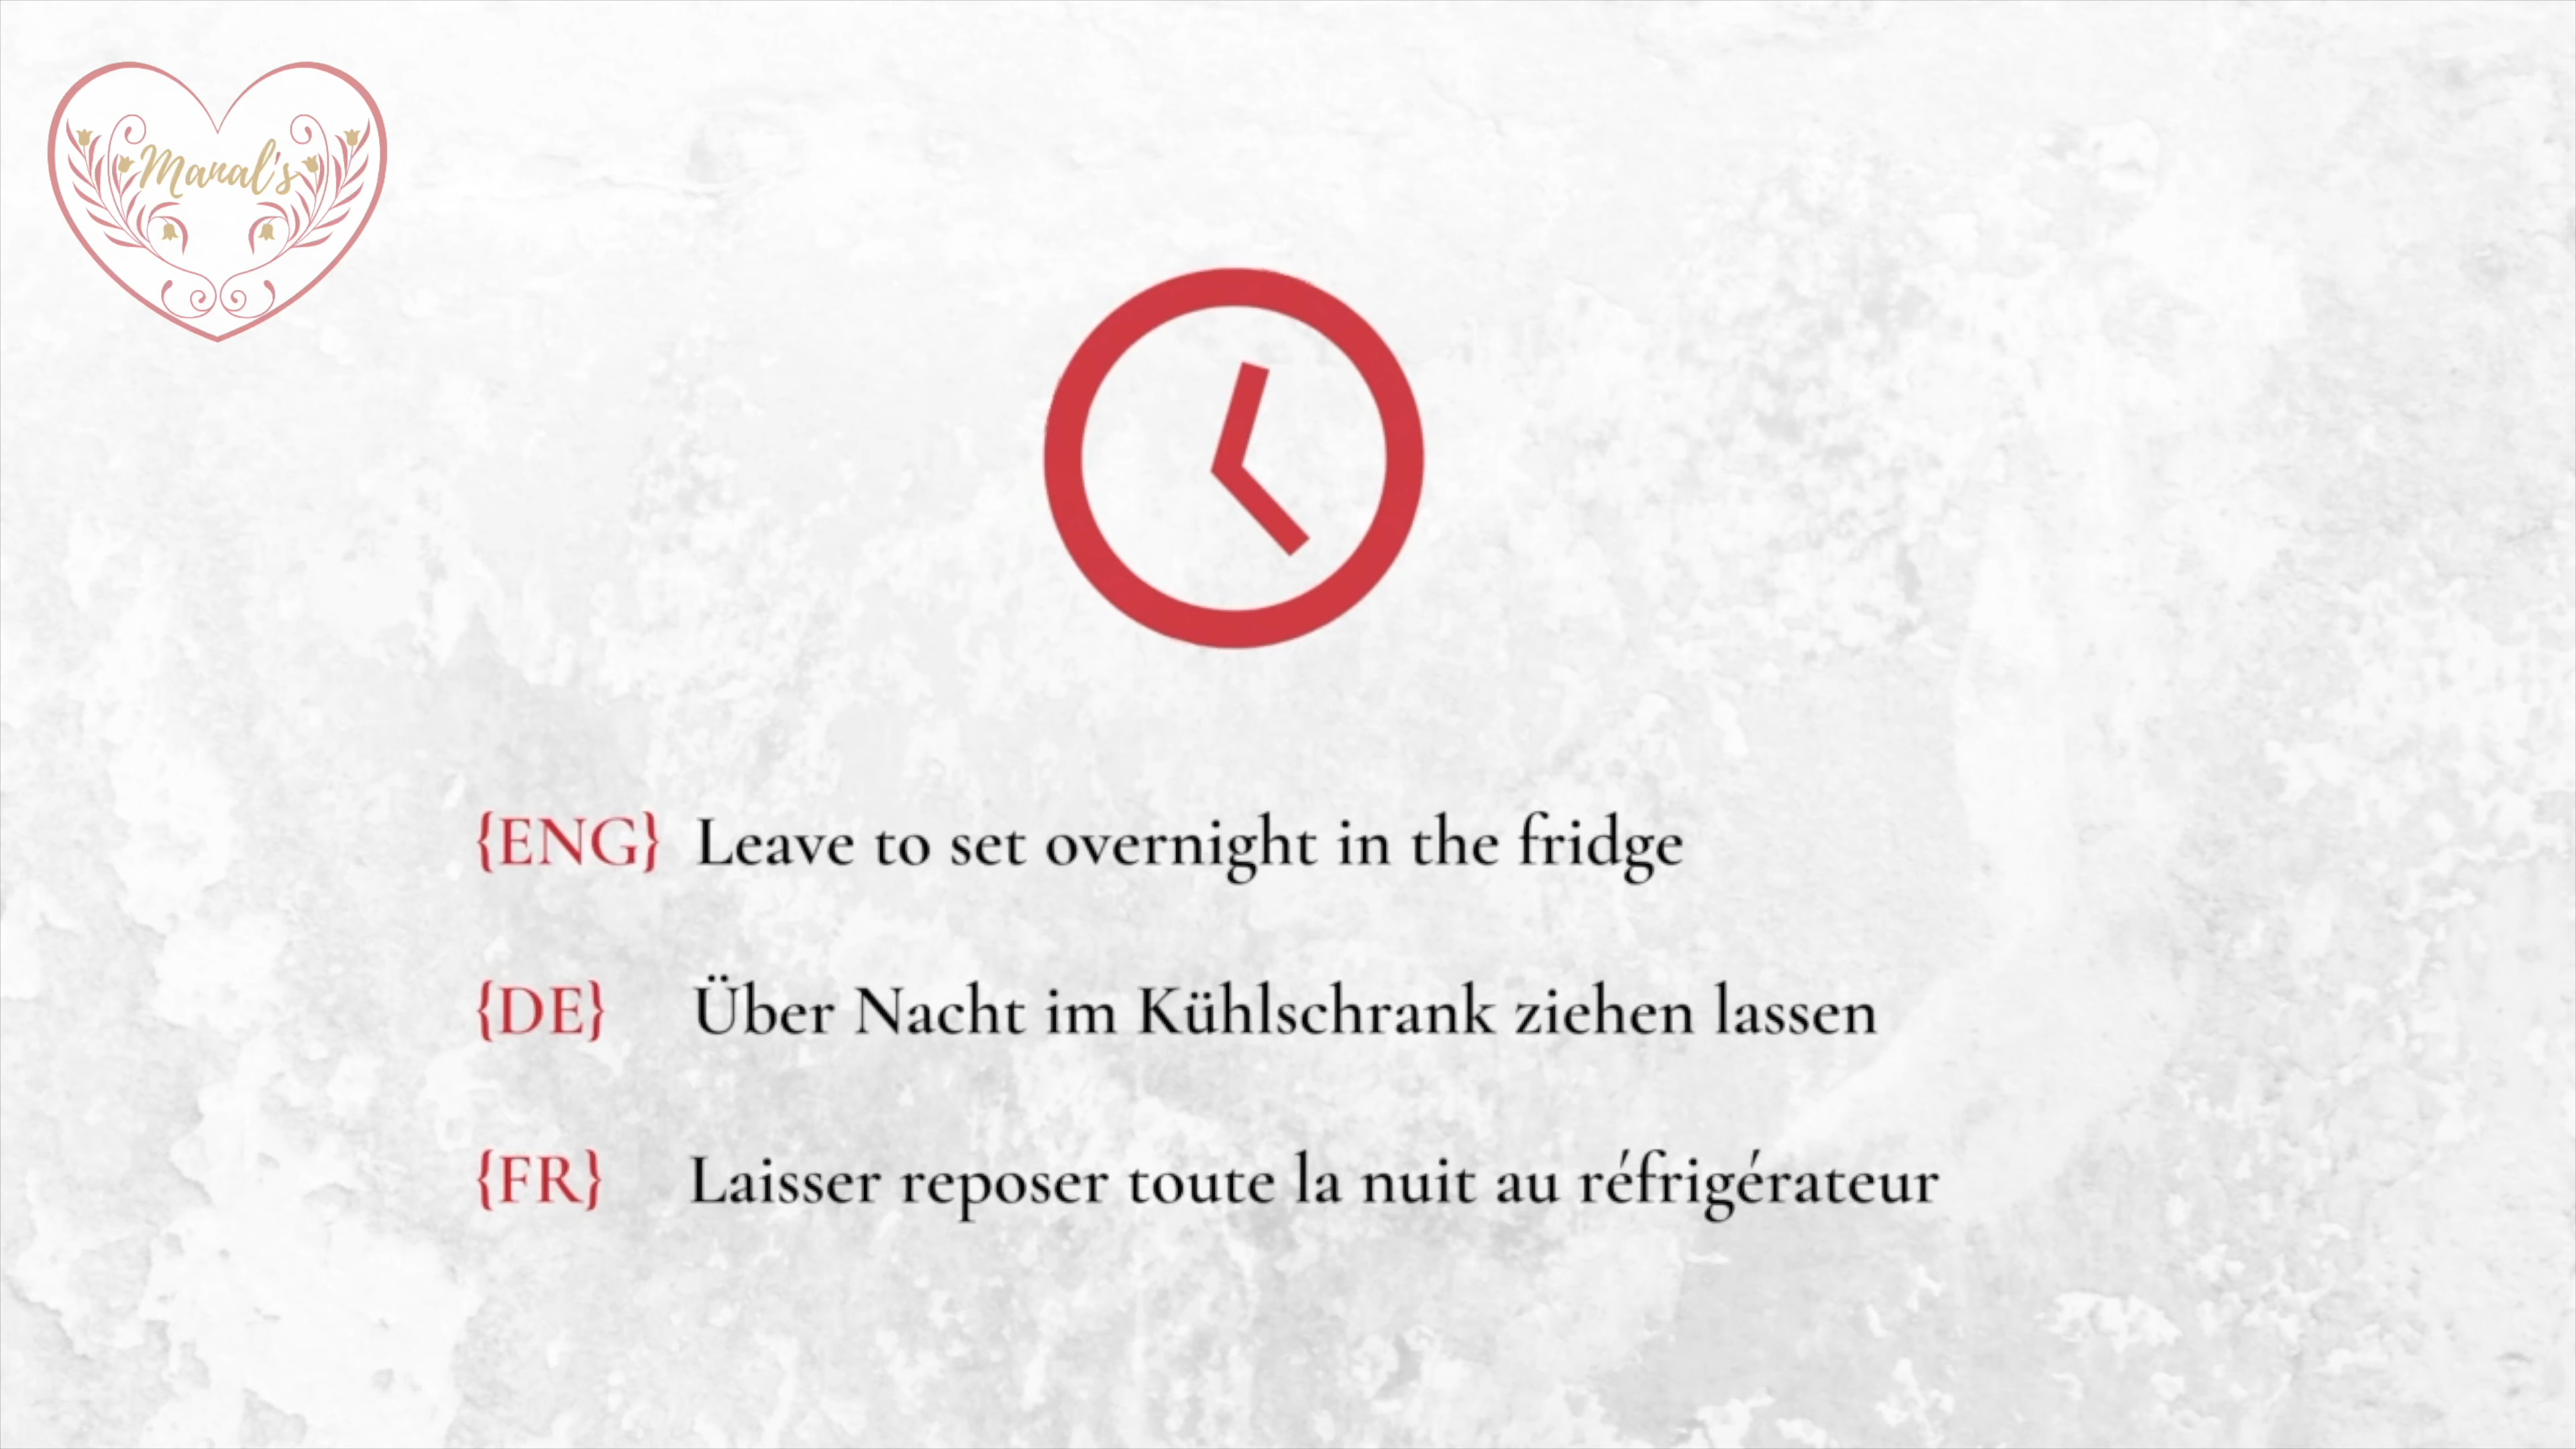 Manal's
{ENG} Leave to set overnight in the fridge
{DE} Über Nacht im Kühlschrank ziehen lassen
{FR} Laisser reposer toute la nuit au réfrigérateur